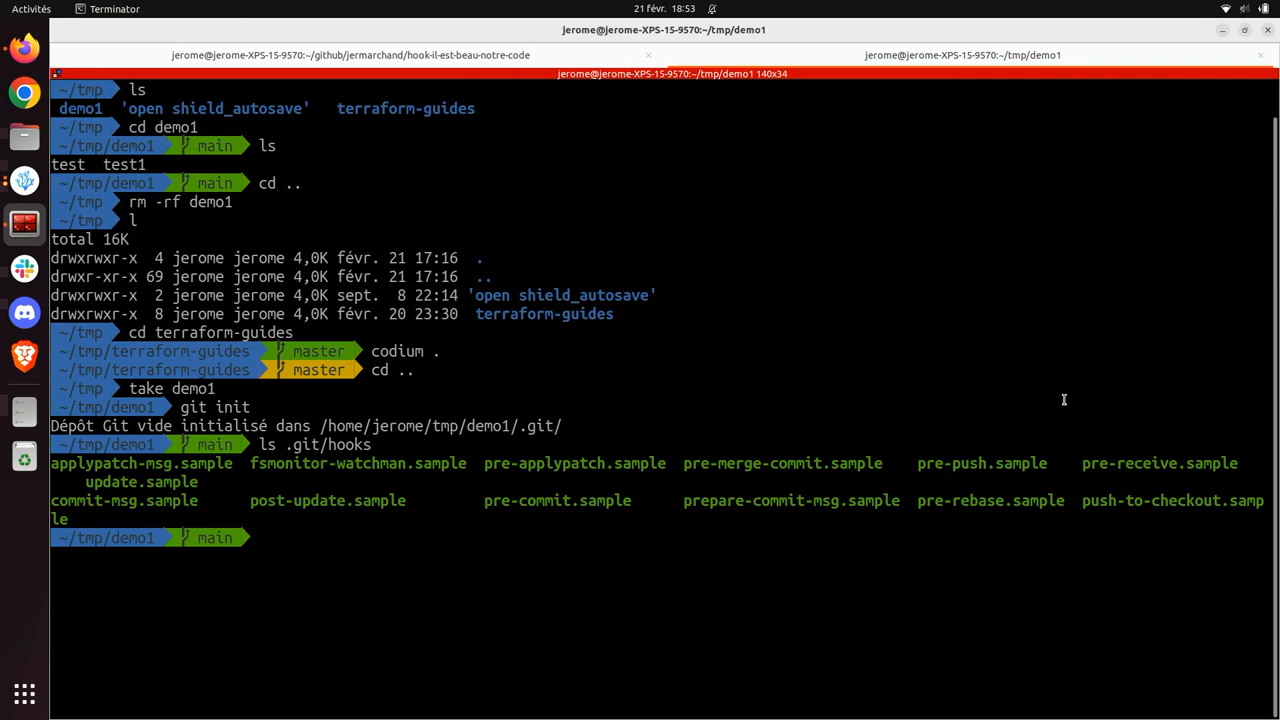 Activités Terminator 21 févr. 18:53
jerome@jerome-XPS-15-9570:~/tmp/demo1
jerome@jerome-XPS-15-9570:~/github/jermarchand/hook-il-est-beau-notre-code × jerome@jerome-XPS-15-9570:~/tmp/demo1 ×
jerome@jerome-XPS-15-9570:~/tmp/demo1 140x34
~/tmp ls
demo1 'open shield_autosave' terraform-guides
~/tmp cd demo1
~/tmp/demo1 main ls
test test1
~/tmp/demo1 main cd ..
~/tmp rm -rf demo1
~/tmp l
total 16K
drwxrwxr-x 4 jerome jerome 4,0K févr. 21 17:16 .
drwxr-xr-x 69 jerome jerome 4,0K févr. 21 17:16 ..
drwxrwxr-x 2 jerome jerome 4,0K sept. 8 22:14 'open shield_autosave'
drwxrwxr-x 8 jerome jerome 4,0K févr. 20 23:30 terraform-guides
~/tmp cd terraform-guides
~/tmp/terraform-guides master codium .
~/tmp/terraform-guides master cd ..
~/tmp take demo1
~/tmp/demo1 git init
Dépôt Git vide initialisé dans /home/jerome/tmp/demo1/.git/
~/tmp/demo1 main ls .git/hooks
applypatch-msg.sample fsmonitor-watchman.sample pre-applypatch.sample pre-merge-commit.sample pre-push.sample pre-receive.sample
update.sample
commit-msg.sample post-update.sample pre-commit.sample prepare-commit-msg.sample pre-rebase.sample push-to-checkout.samp
le
~/tmp/demo1 main